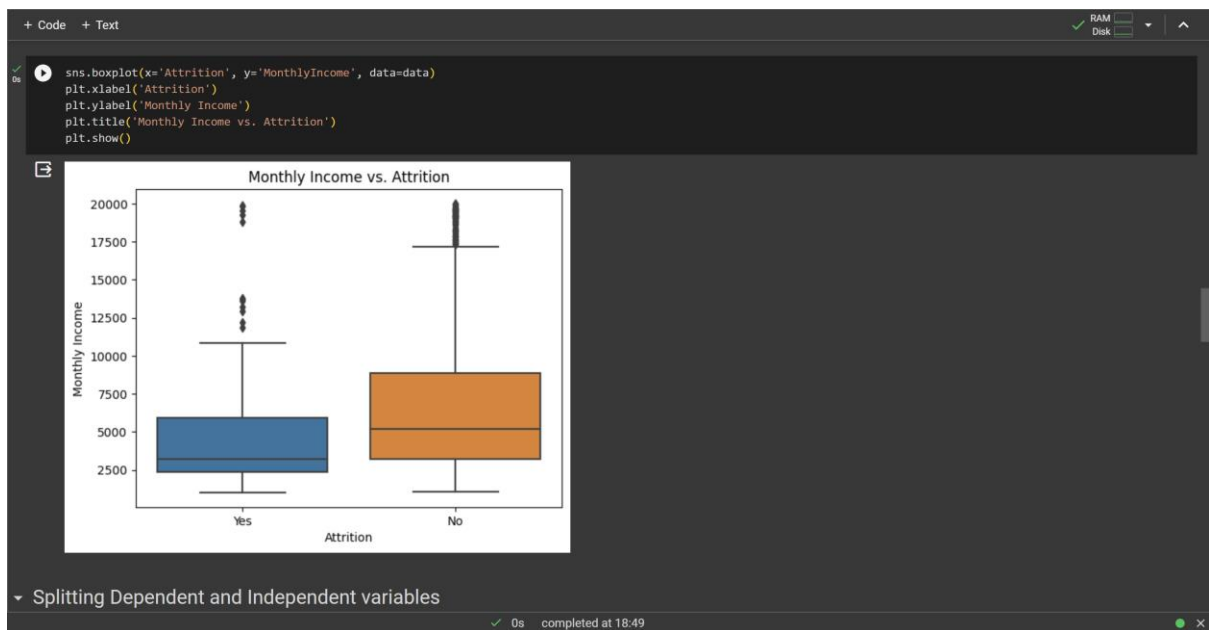 + Code + Text
RAM
Disk
0s
sns.boxplot(x='Attrition', y='MonthlyIncome', data=data)
plt.xlabel('Attrition')
plt.ylabel('Monthly Income')
plt.title('Monthly Income vs. Attrition')
plt.show()
Monthly Income vs. Attrition
20000
17500
15000
12500
10000
7500
5000
2500
Monthly Income
Yes No
Attrition
Splitting Dependent and Independent variables
0s completed at 18:49